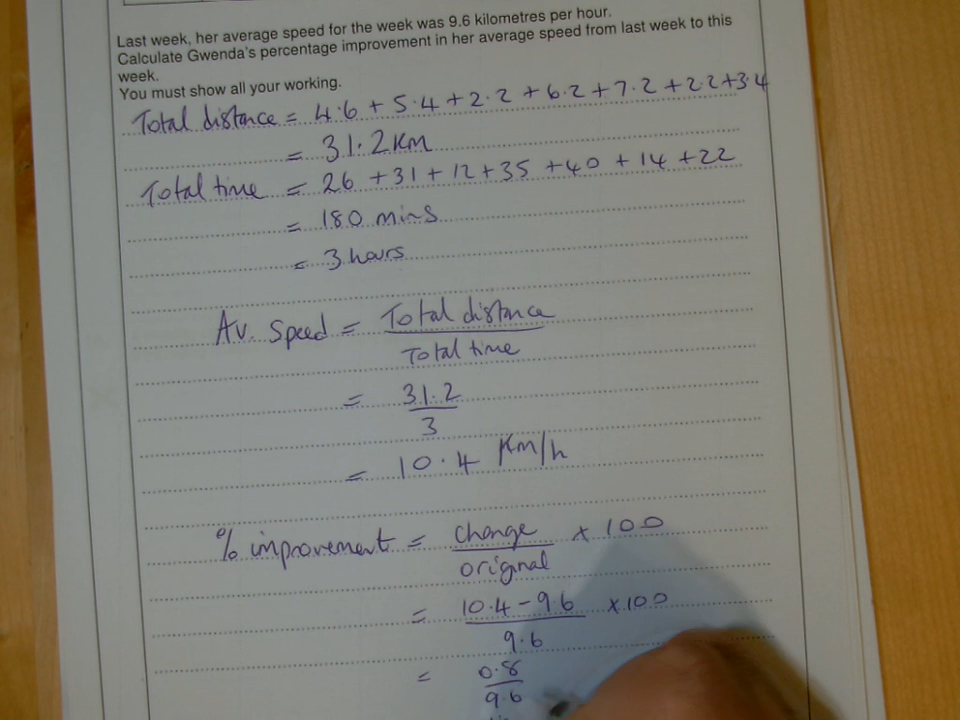 Last week, her average speed for the week was 9.6 kilometres per hour.
Calculate Gwenda's percentage improvement in her average speed from last week to this
week.
You must show all your working.
Total distance = 4.6 + 5.4 + 2.2 + 6.2 + 7.2 + 2.2 + 3.4
= 31.2 km
Total time = 26 + 31 + 12 + 35 + 40 + 14 + 22
= 180 mins
= 3 hours
Av. Speed = Total distance
Total time
= 31.2
3
= 10.4 Km/h
% improvement = change × 100
original
= 10.4 - 9.6 × 100
9.6
= 0.8
9.6